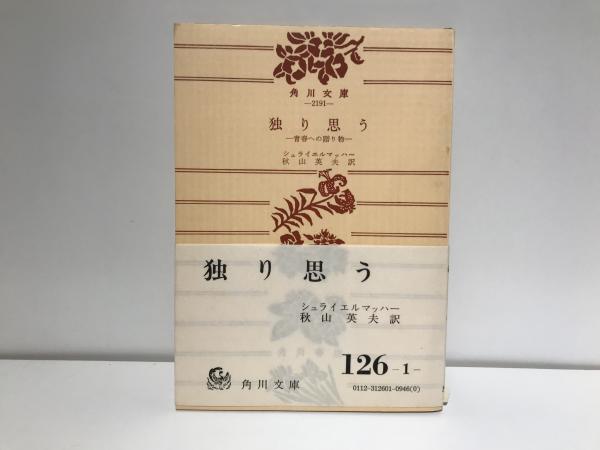 角川文庫
—2191—
独り思う
—青春への贈り物—
シュライエルマッハー
秋山英夫訳
独り思う
シュライエルマッハー
秋山英夫訳
126-1-
角川文庫
0112-312601-0946(0)